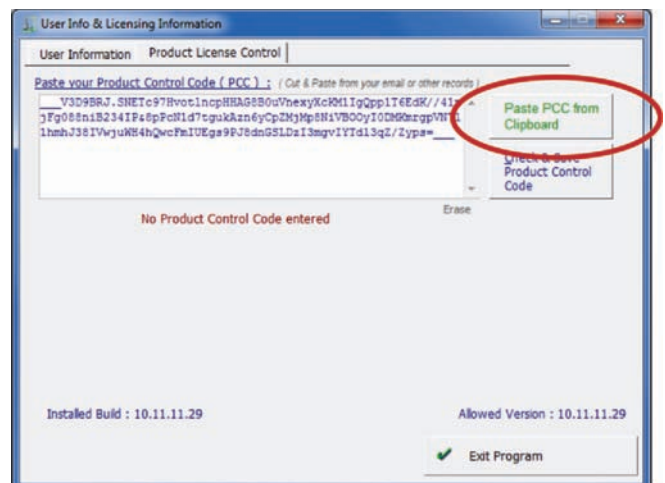 User Info & Licensing Information
User Information Product License Control
Paste your Product Control Code ( PCC ) : ( Cut & Paste from your email or other records )
Paste PCC from
Clipboard
Check & Save
Product Control
Code
Erase
No Product Control Code entered
Installed Build : 10.11.11.29 Allowed Version : 10.11.11.29
Exit Program